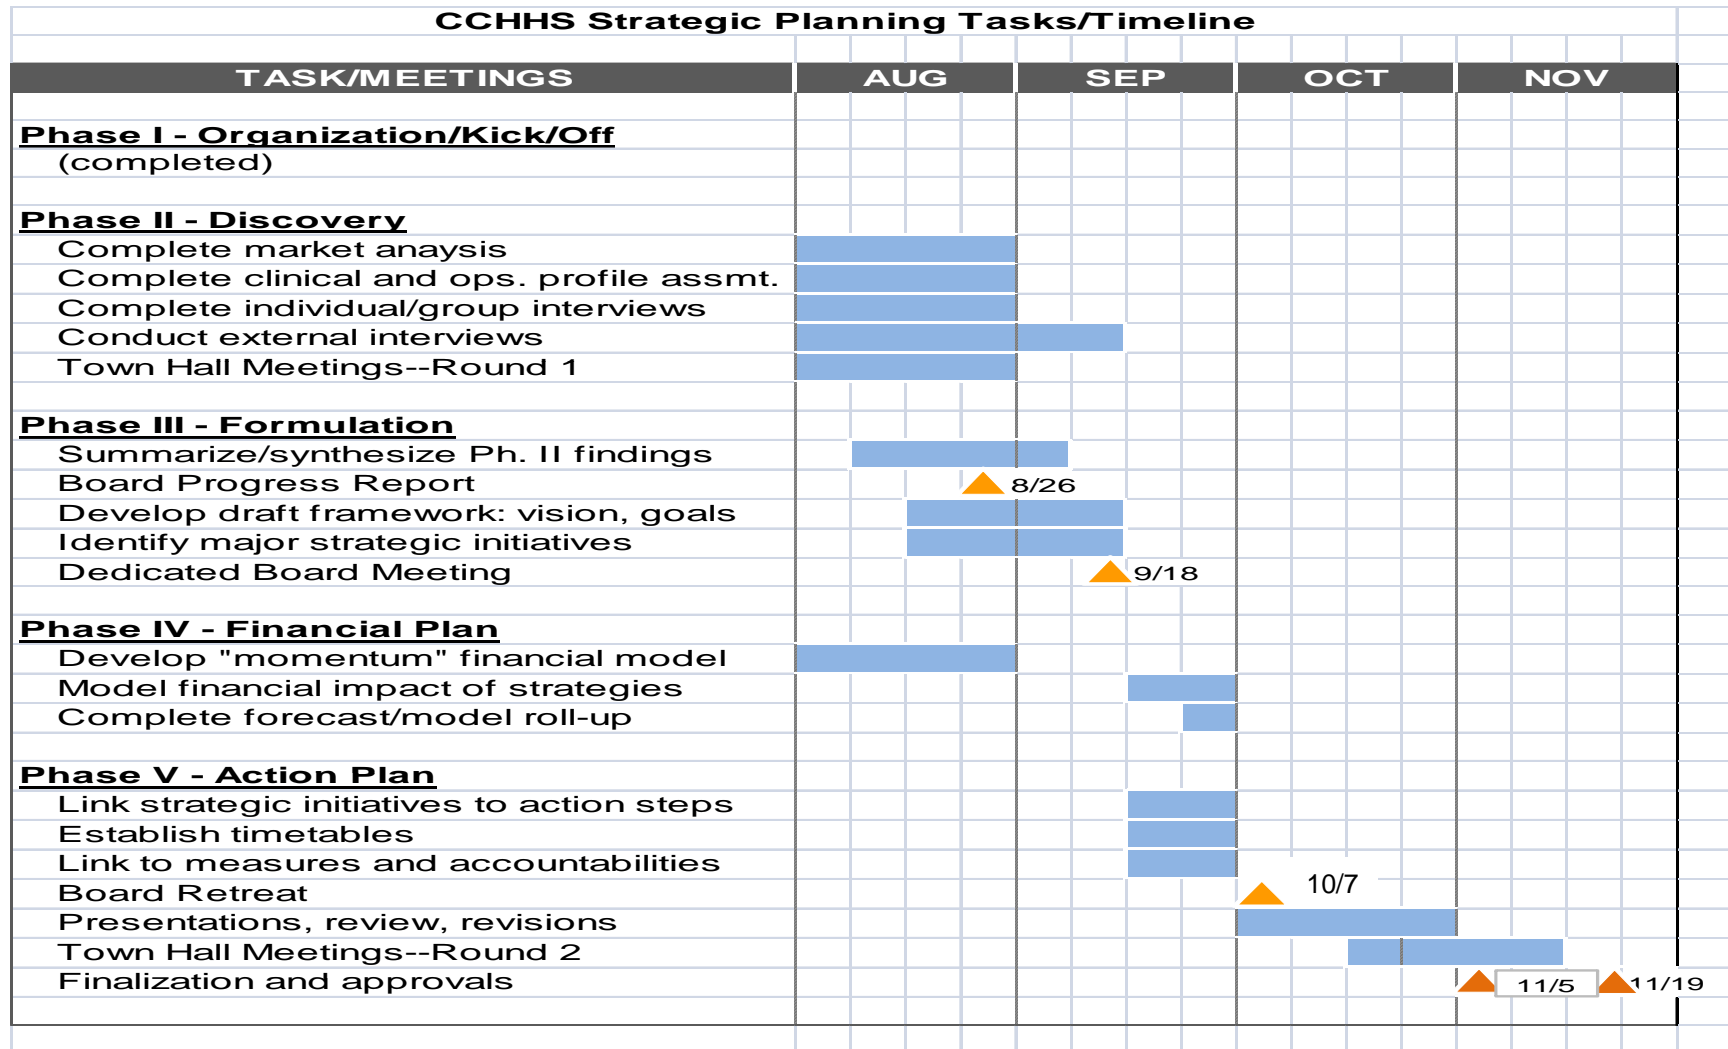 CCHHS Strategic Planning Tasks/Timeline
TASK/MEETINGS AUG SEP OCT NOV
Phase I - Organization/Kick/Off
(completed)
Phase II - Discovery
Complete market anaysis
Complete clinical and ops. profile assmt.
Complete individual/group interviews
Conduct external interviews
Town Hall Meetings--Round 1
Phase III - Formulation
Summarize/synthesize Ph. II findings
Board Progress Report 8/26
Develop draft framework: vision, goals
Identify major strategic initiatives
Dedicated Board Meeting 9/18
Phase IV - Financial Plan
Develop "momentum" financial model
Model financial impact of strategies
Complete forecast/model roll-up
Phase V - Action Plan
Link strategic initiatives to action steps
Establish timetables
Link to measures and accountabilities
Board Retreat 10/7
Presentations, review, revisions
Town Hall Meetings--Round 2
Finalization and approvals 11/5 11/19